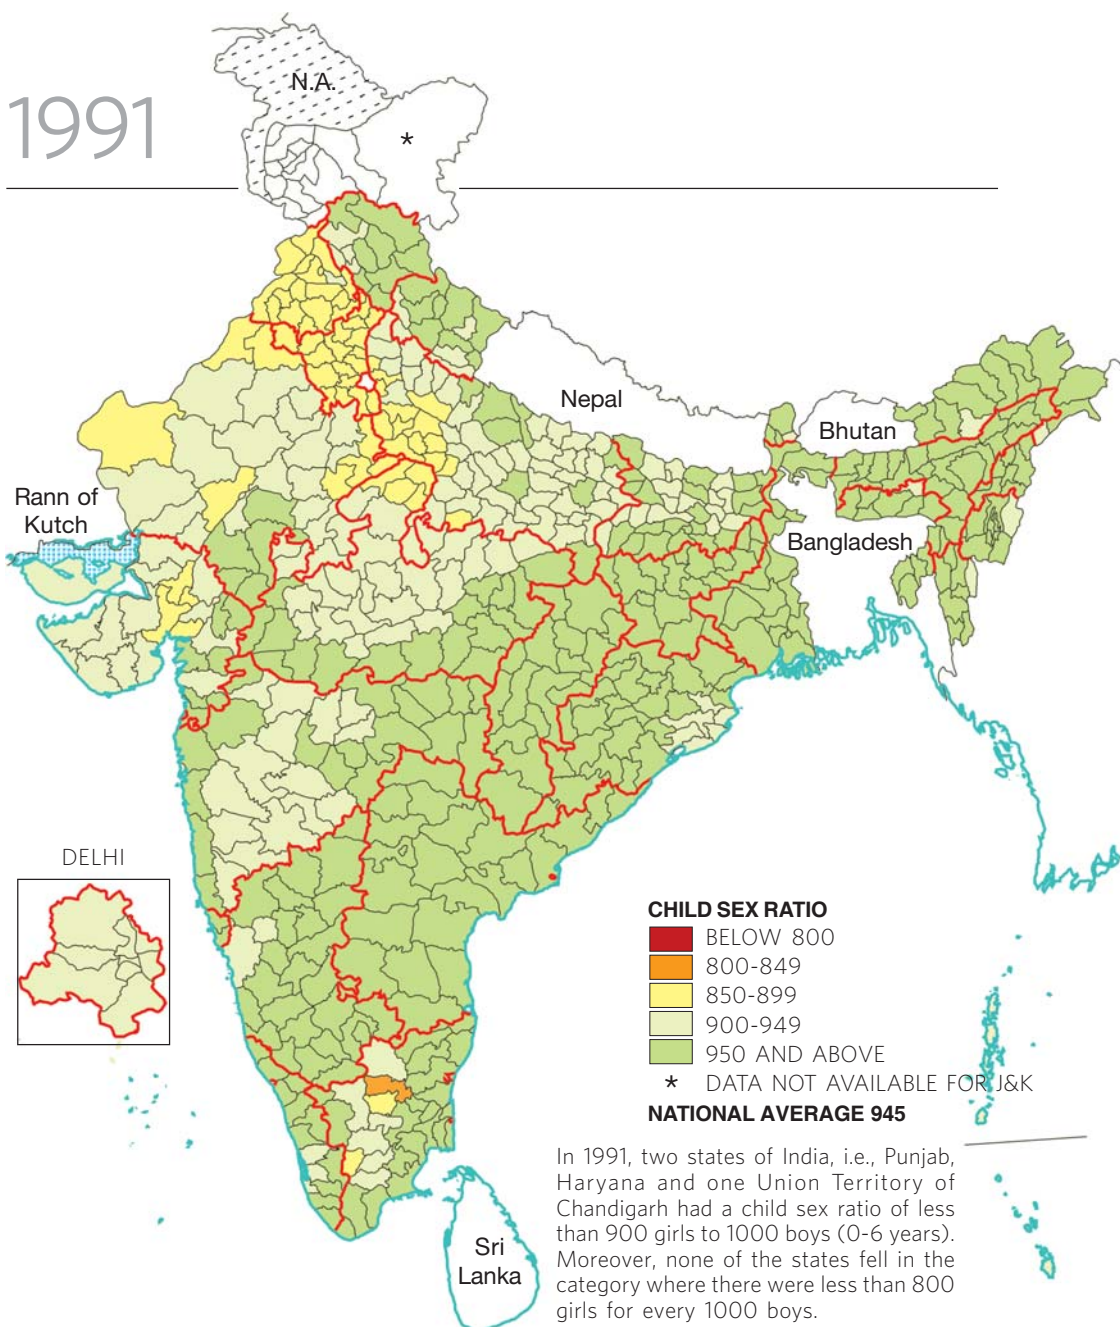 1991
N.A.
*
Nepal
Bhutan
Rann of
Kutch
Bangladesh
DELHI
CHILD SEX RATIO
BELOW 800
800-849
850-899
900-949
950 AND ABOVE
* DATA NOT AVAILABLE FOR J&K
NATIONAL AVERAGE 945
In 1991, two states of India, i.e., Punjab,
Haryana and one Union Territory of
Chandigarh had a child sex ratio of less
than 900 girls to 1000 boys (0-6 years).
Moreover, none of the states fell in the
category where there were less than 800
girls for every 1000 boys.
Sri
Lanka